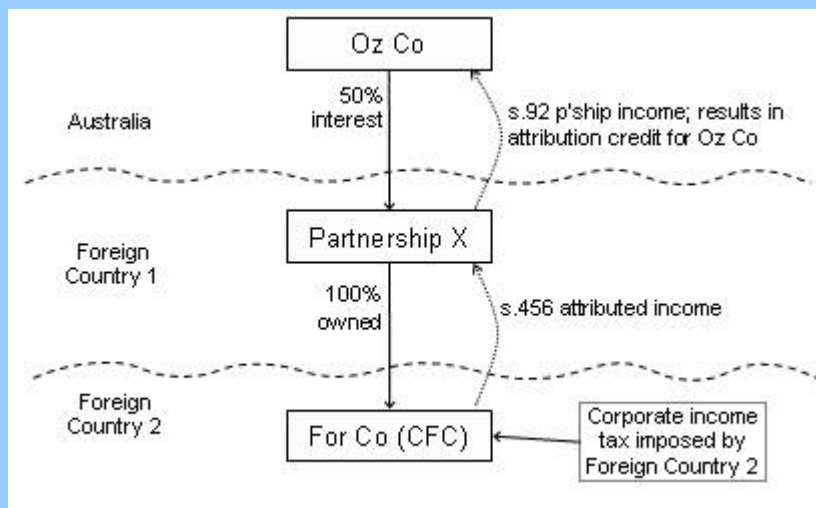 Oz Co
50%
interest
Australia
s.92 p'ship income; results in
attribution credit for Oz Co
Partnership X
Foreign
Country 1
100%
owned
s.456 attributed income
Foreign
Country 2
For Co (CFC)
Corporate income
tax imposed by
Foreign Country 2